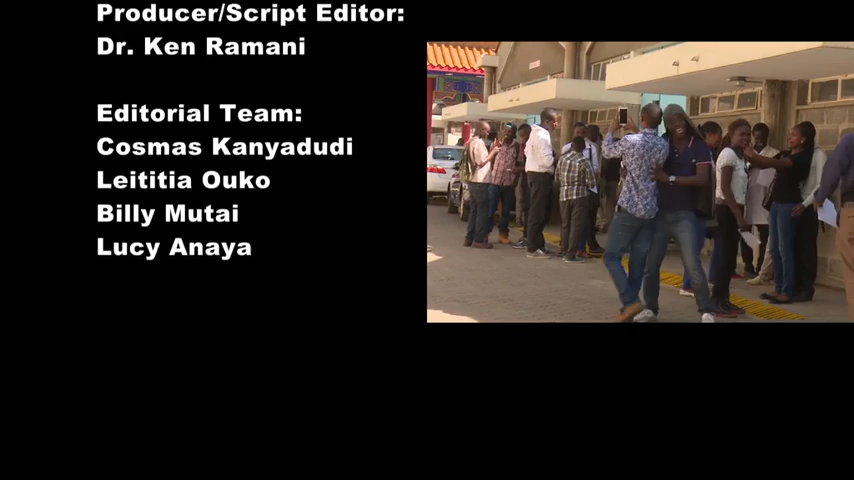 Producer/Script Editor:
Dr. Ken Ramani
Editorial Team:
Cosmas Kanyadudi
Leititia Ouko
Billy Mutai
Lucy Anaya